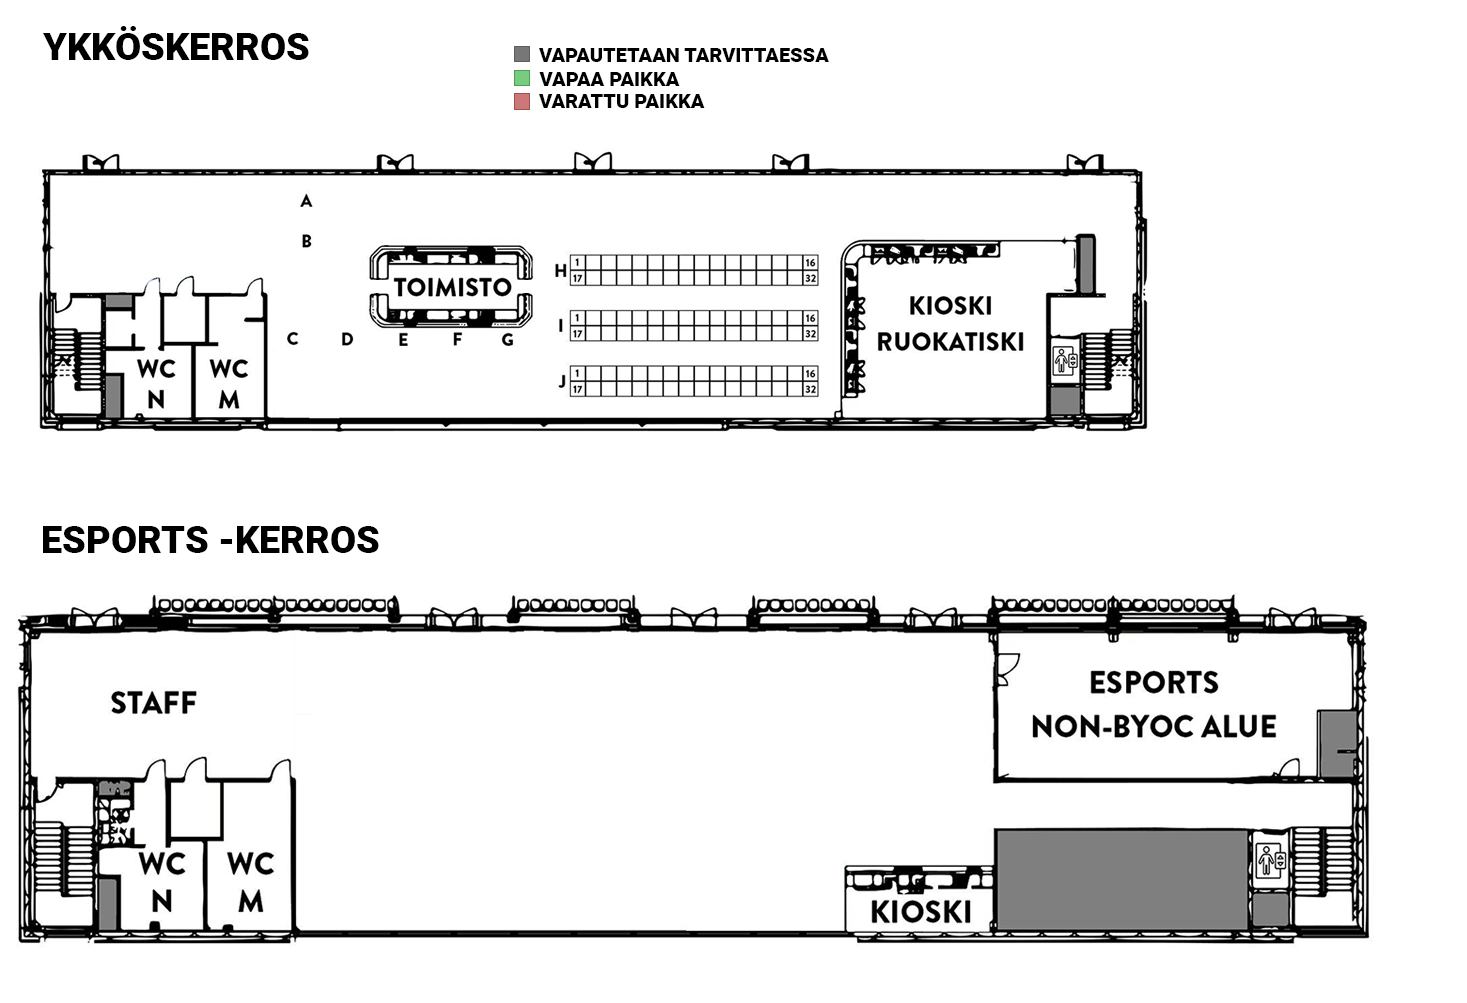 YKKÖSKERROS
VAPAUTETAAN TARVITTAESSA
VAPAA PAIKKA
VARATTU PAIKKA
A
B
TOIMISTO
C D E F G
H 1 16
17 32
I 1 16
17 32
J 1 16
17 32
KIOSKI
RUOKATISKI
WC
N
WC
M
ESPORTS -KERROS
STAFF
ESPORTS
NON-BYOC ALUE
WC
N
WC
M
KIOSKI